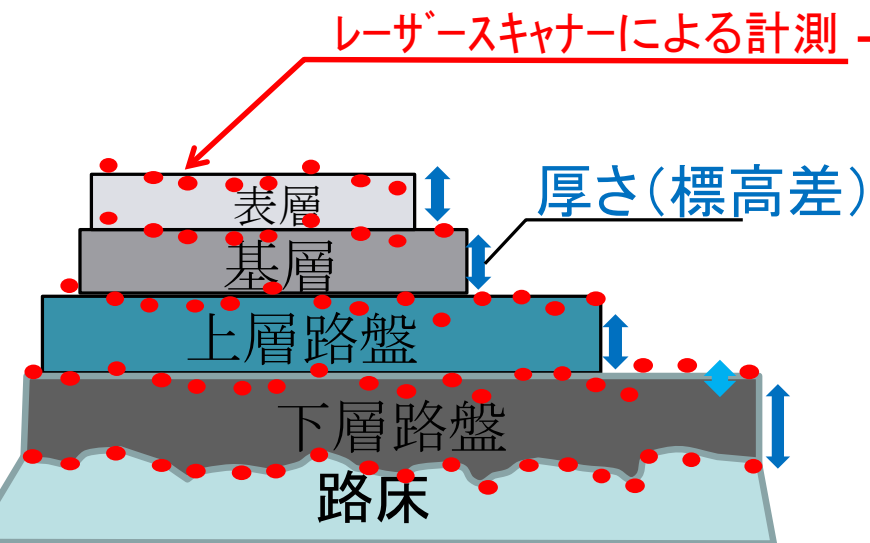 レーザースキャナーによる計測 -
厚さ(標高差)
表層
基層
上層路盤
下層路盤
路床